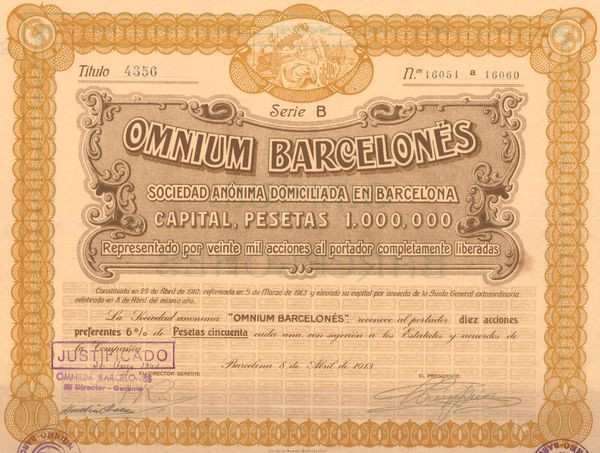 Título 4356
N.os 16051 a 16060
Serie B
OMNIUM BARCELONÉS
SOCIEDAD ANÓNIMA DOMICILIADA EN BARCELONA
CAPITAL, PESETAS 1.000,000
Representado por veinte mil acciones al portador completamente liberadas
Constituída en 29 de Abril de 1910; reformada en 5 de Marzo de 1913 y elevado su capital por acuerdo de la Junta General extraordinaria
celebrada en 8 de Abril del mismo año.
La Sociedad anónima "OMNIUM BARCELONÉS", reconoce al portador diez acciones
preferentes 6% de Pesetas cincuenta cada una, con sujeción a los Estatutos y acuerdos de
la Compañía.
Barcelona 8 de Abril de 1913
JUSTIFICADO
OMNIUM BARCELONÉS
El Director - Gerente
EL DIRECTOR GERENTE
EL PRESIDENTE